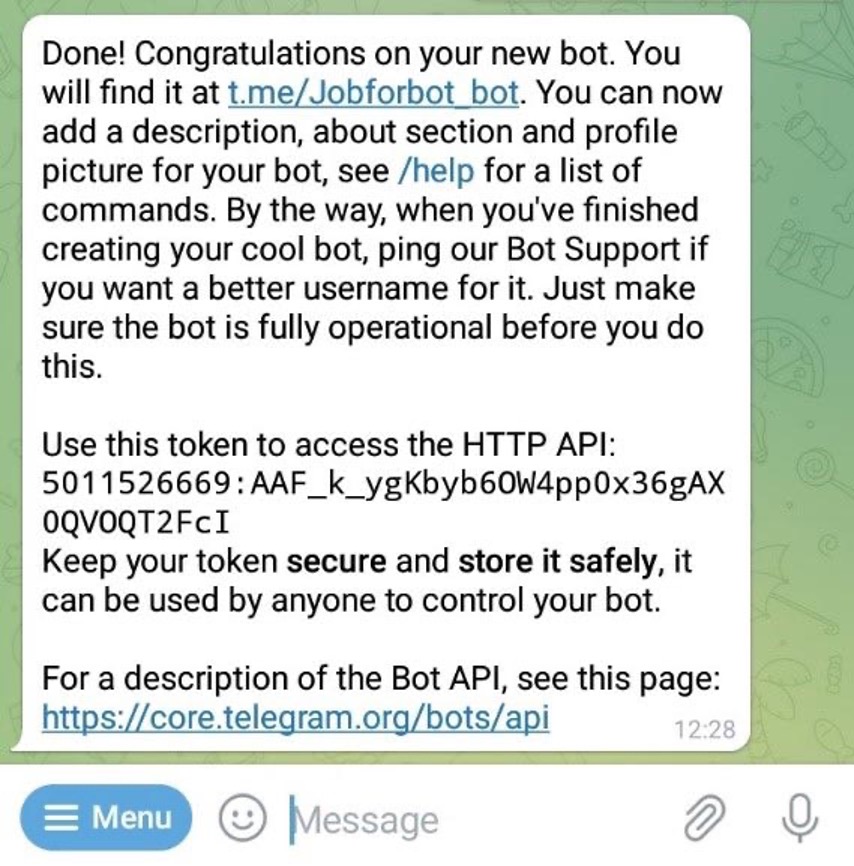 Done! Congratulations on your new bot. You
will find it at t.me/Jobforbot_bot. You can now
add a description, about section and profile
picture for your bot, see /help for a list of
commands. By the way, when you've finished
creating your cool bot, ping our Bot Support if
you want a better username for it. Just make
sure the bot is fully operational before you do
this.
Use this token to access the HTTP API:
5011526669:AAF_k_ygKbyb6OW4pp0x36gAX
0QVOQT2FcI
Keep your token secure and store it safely, it
can be used by anyone to control your bot.
For a description of the Bot API, see this page:
https://core.telegram.org/bots/api
12:28
Menu
Message